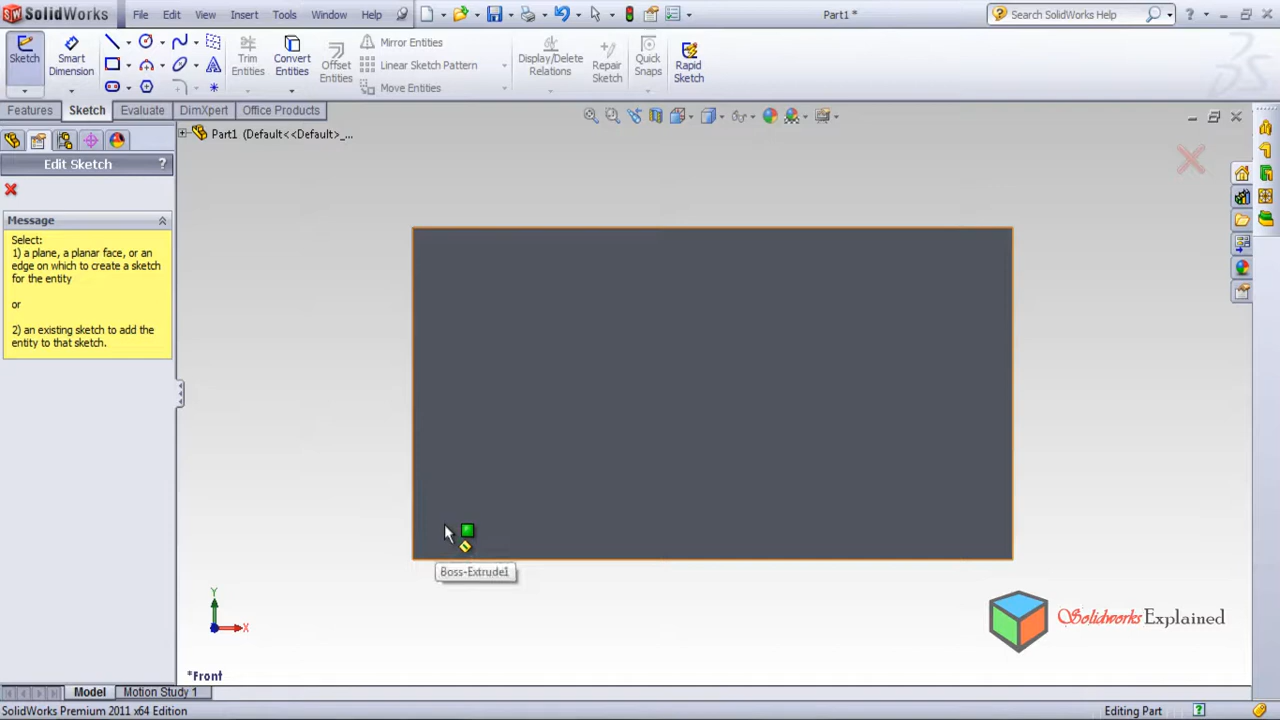 SolidWorks
File Edit View Insert Tools Window Help
Part1 *
Search SolidWorks Help
Sketch
Smart Dimension
Trim Entities
Convert Entities
Offset Entities
Mirror Entities
Linear Sketch Pattern
Move Entities
Display/Delete Relations
Repair Sketch
Quick Snaps
Rapid Sketch
Features Sketch Evaluate DimXpert Office Products
Part1 (Default<<Default>_...
Edit Sketch ?
Message
Select:
1) a plane, a planar face, or an
edge on which to create a sketch
for the entity
or
2) an existing sketch to add the
entity to that sketch.
Boss-Extrude1
Y
X
Solidworks Explained
*Front
Model Motion Study 1
SolidWorks Premium 2011 x64 Edition
Editing Part